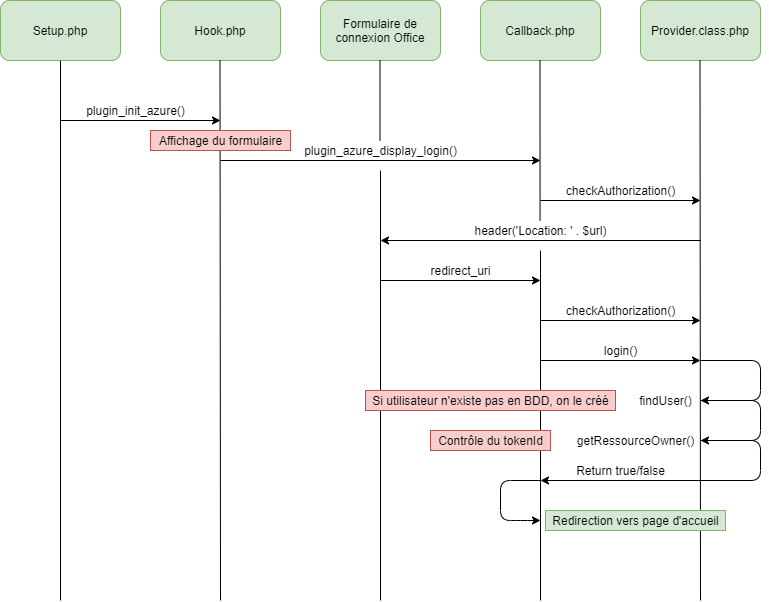 Setup.php
Hook.php
Formulaire de
connexion Office
Callback.php
Provider.class.php
plugin_init_azure()
Affichage du formulaire
plugin_azure_display_login()
checkAuthorization()
header('Location: ' . $url)
redirect_uri
checkAuthorization()
login()
Si utilisateur n'existe pas en BDD, on le créé
findUser()
Contrôle du tokenId
getRessourceOwner()
Return true/false
Redirection vers page d'accueil